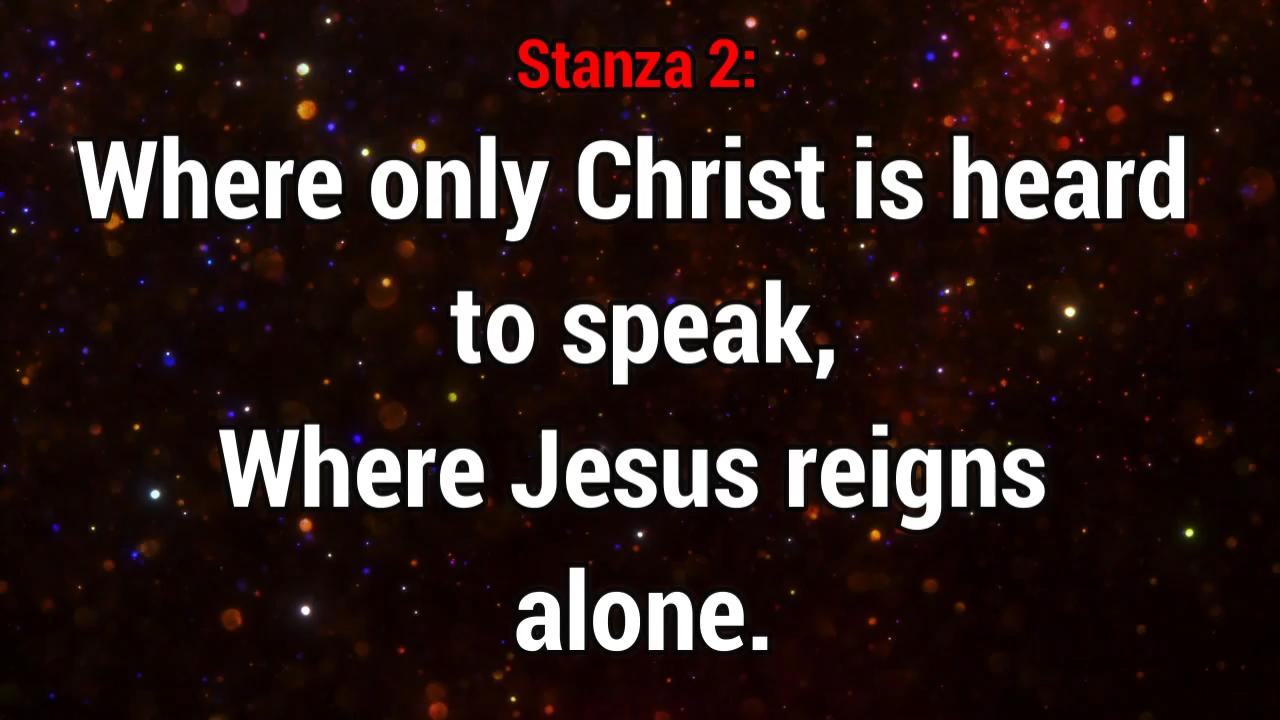 Stanza 2:
Where only Christ is heard
to speak,
Where Jesus reigns
alone.